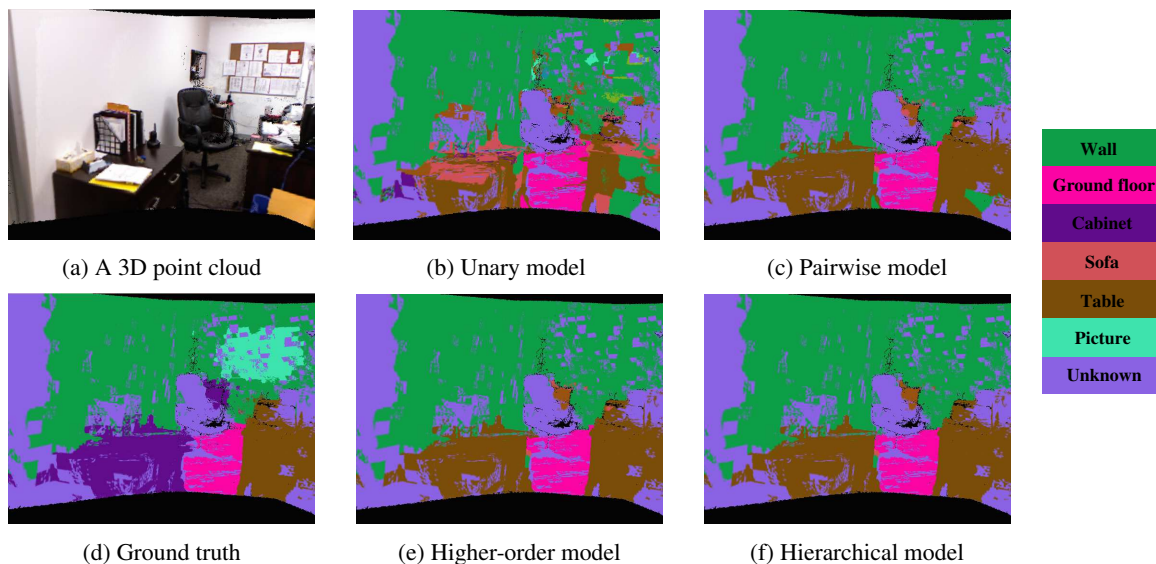 (a) A 3D point cloud
(b) Unary model
(c) Pairwise model
Wall
Ground floor
Cabinet
Sofa
Table
Picture
Unknown
(d) Ground truth
(e) Higher-order model
(f) Hierarchical model